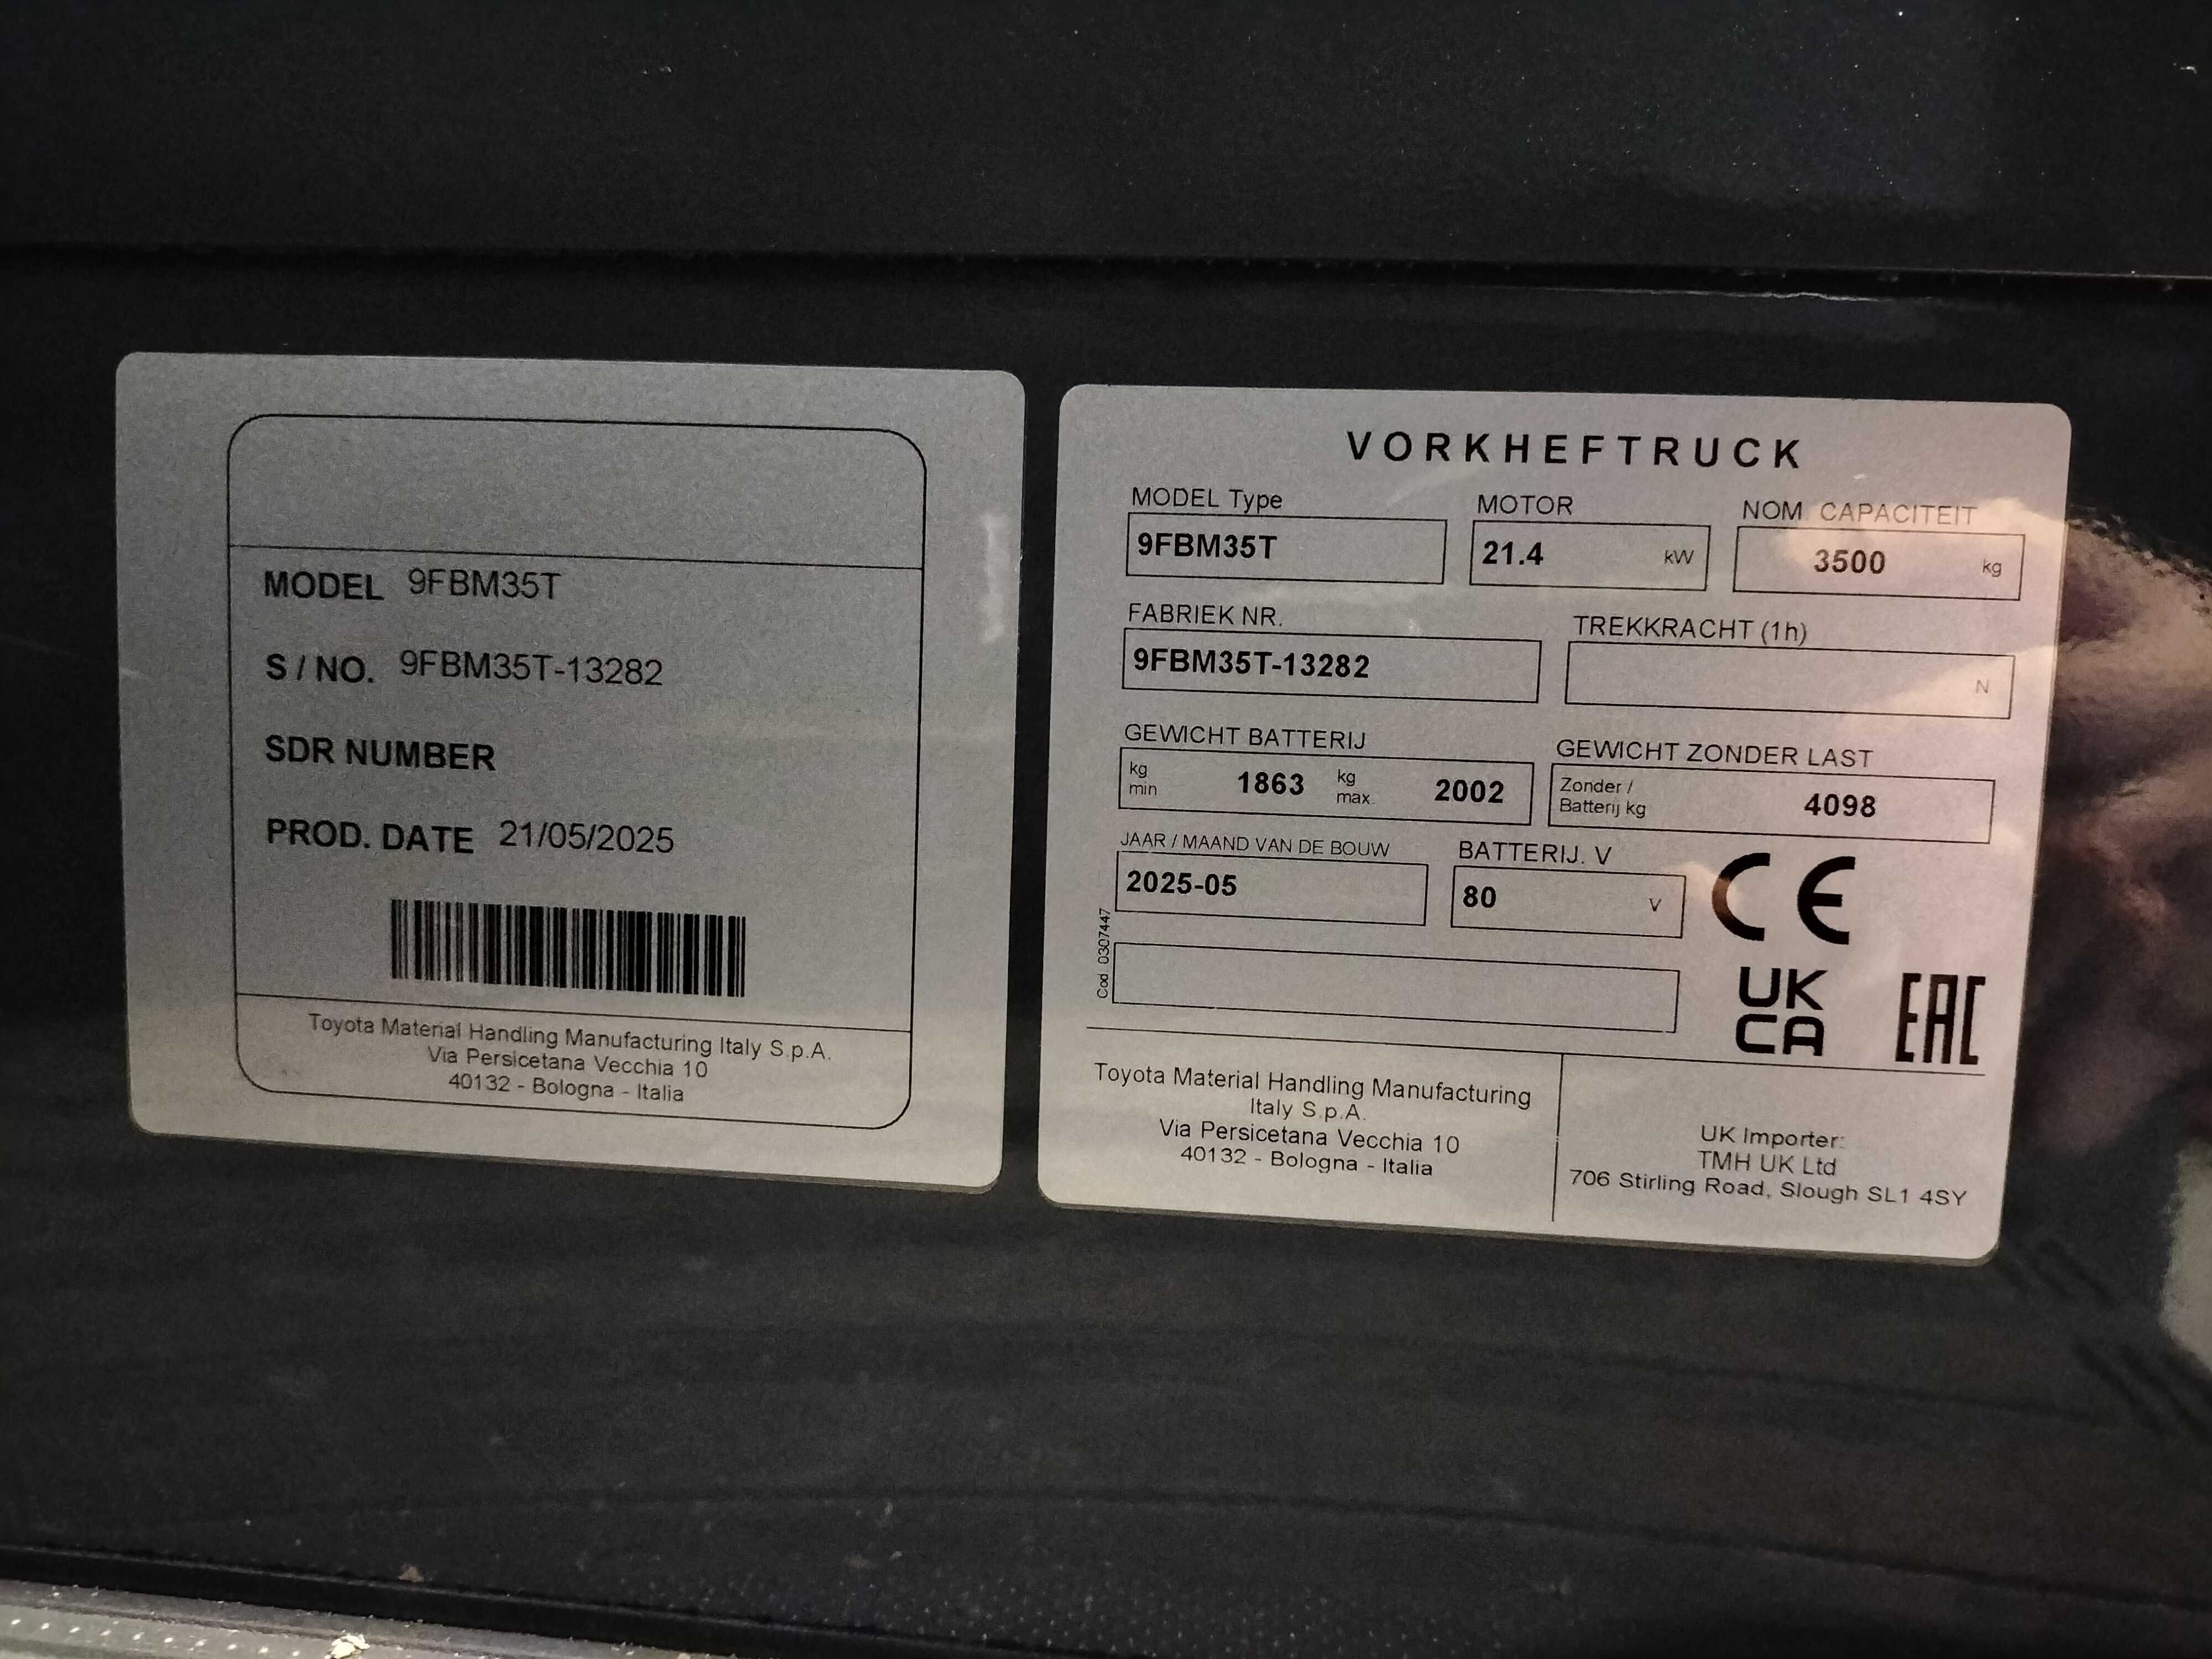 MODEL 9FBM35T
S / NO. 9FBM35T-13282
SDR NUMBER
PROD. DATE 21/05/2025
Toyota Material Handling Manufacturing Italy S.p.A.
Via Persicetana Vecchia 10
40132 - Bologna - Italia
VORKHEFTRUCK
MODEL Type
9FBM35T
MOTOR
21.4 kW
NOM. CAPACITEIT
3500 kg
FABRIEK NR.
9FBM35T-13282
TREKKRACHT (1h)
N
GEWICHT BATTERIJ
kg min 1863 kg max. 2002
GEWICHT ZONDER LAST
Zonder /
Batterij kg 4098
JAAR / MAAND VAN DE BOUW
2025-05
BATTERIJ. V
80 V
CE
Cod. 0307447
UK
CA
EAC
Toyota Material Handling Manufacturing
Italy S.p.A.
Via Persicetana Vecchia 10
40132 - Bologna - Italia
UK Importer:
TMH UK Ltd
706 Stirling Road, Slough SL1 4SY